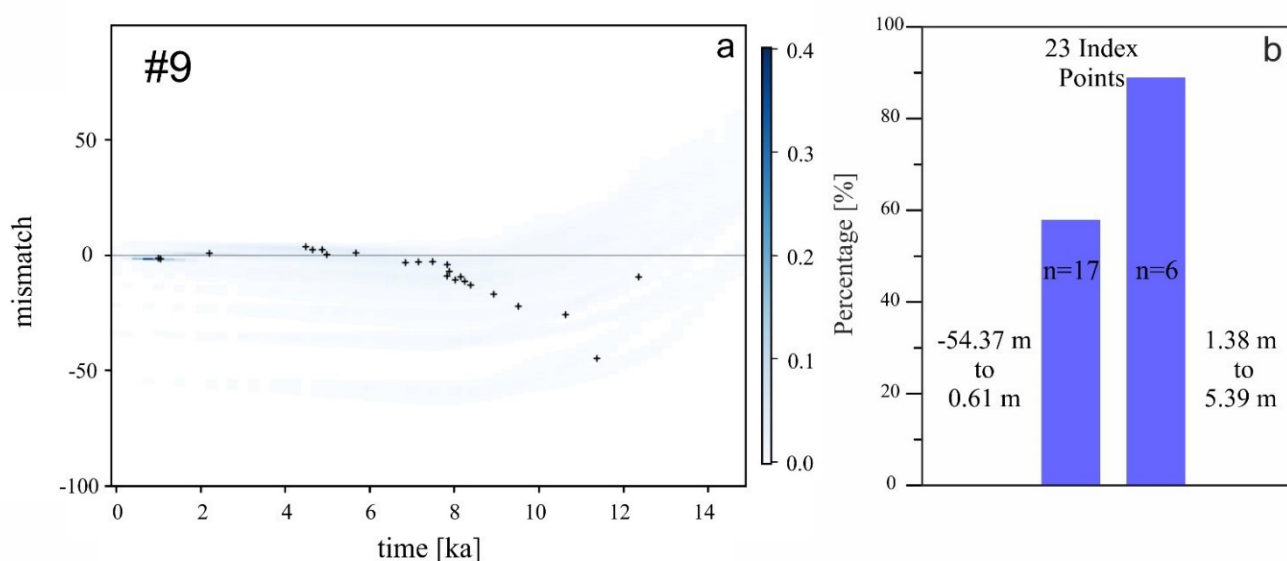 #9
a
mismatch
50
0
-50
-100
0 2 4 6 8 10 12 14
time [ka]
0.4
0.3
0.2
0.1
0.0
b
Percentage [%]
100
80
60
40
20
0
23 Index
Points
n=17
n=6
-54.37 m
to
0.61 m
1.38 m
to
5.39 m